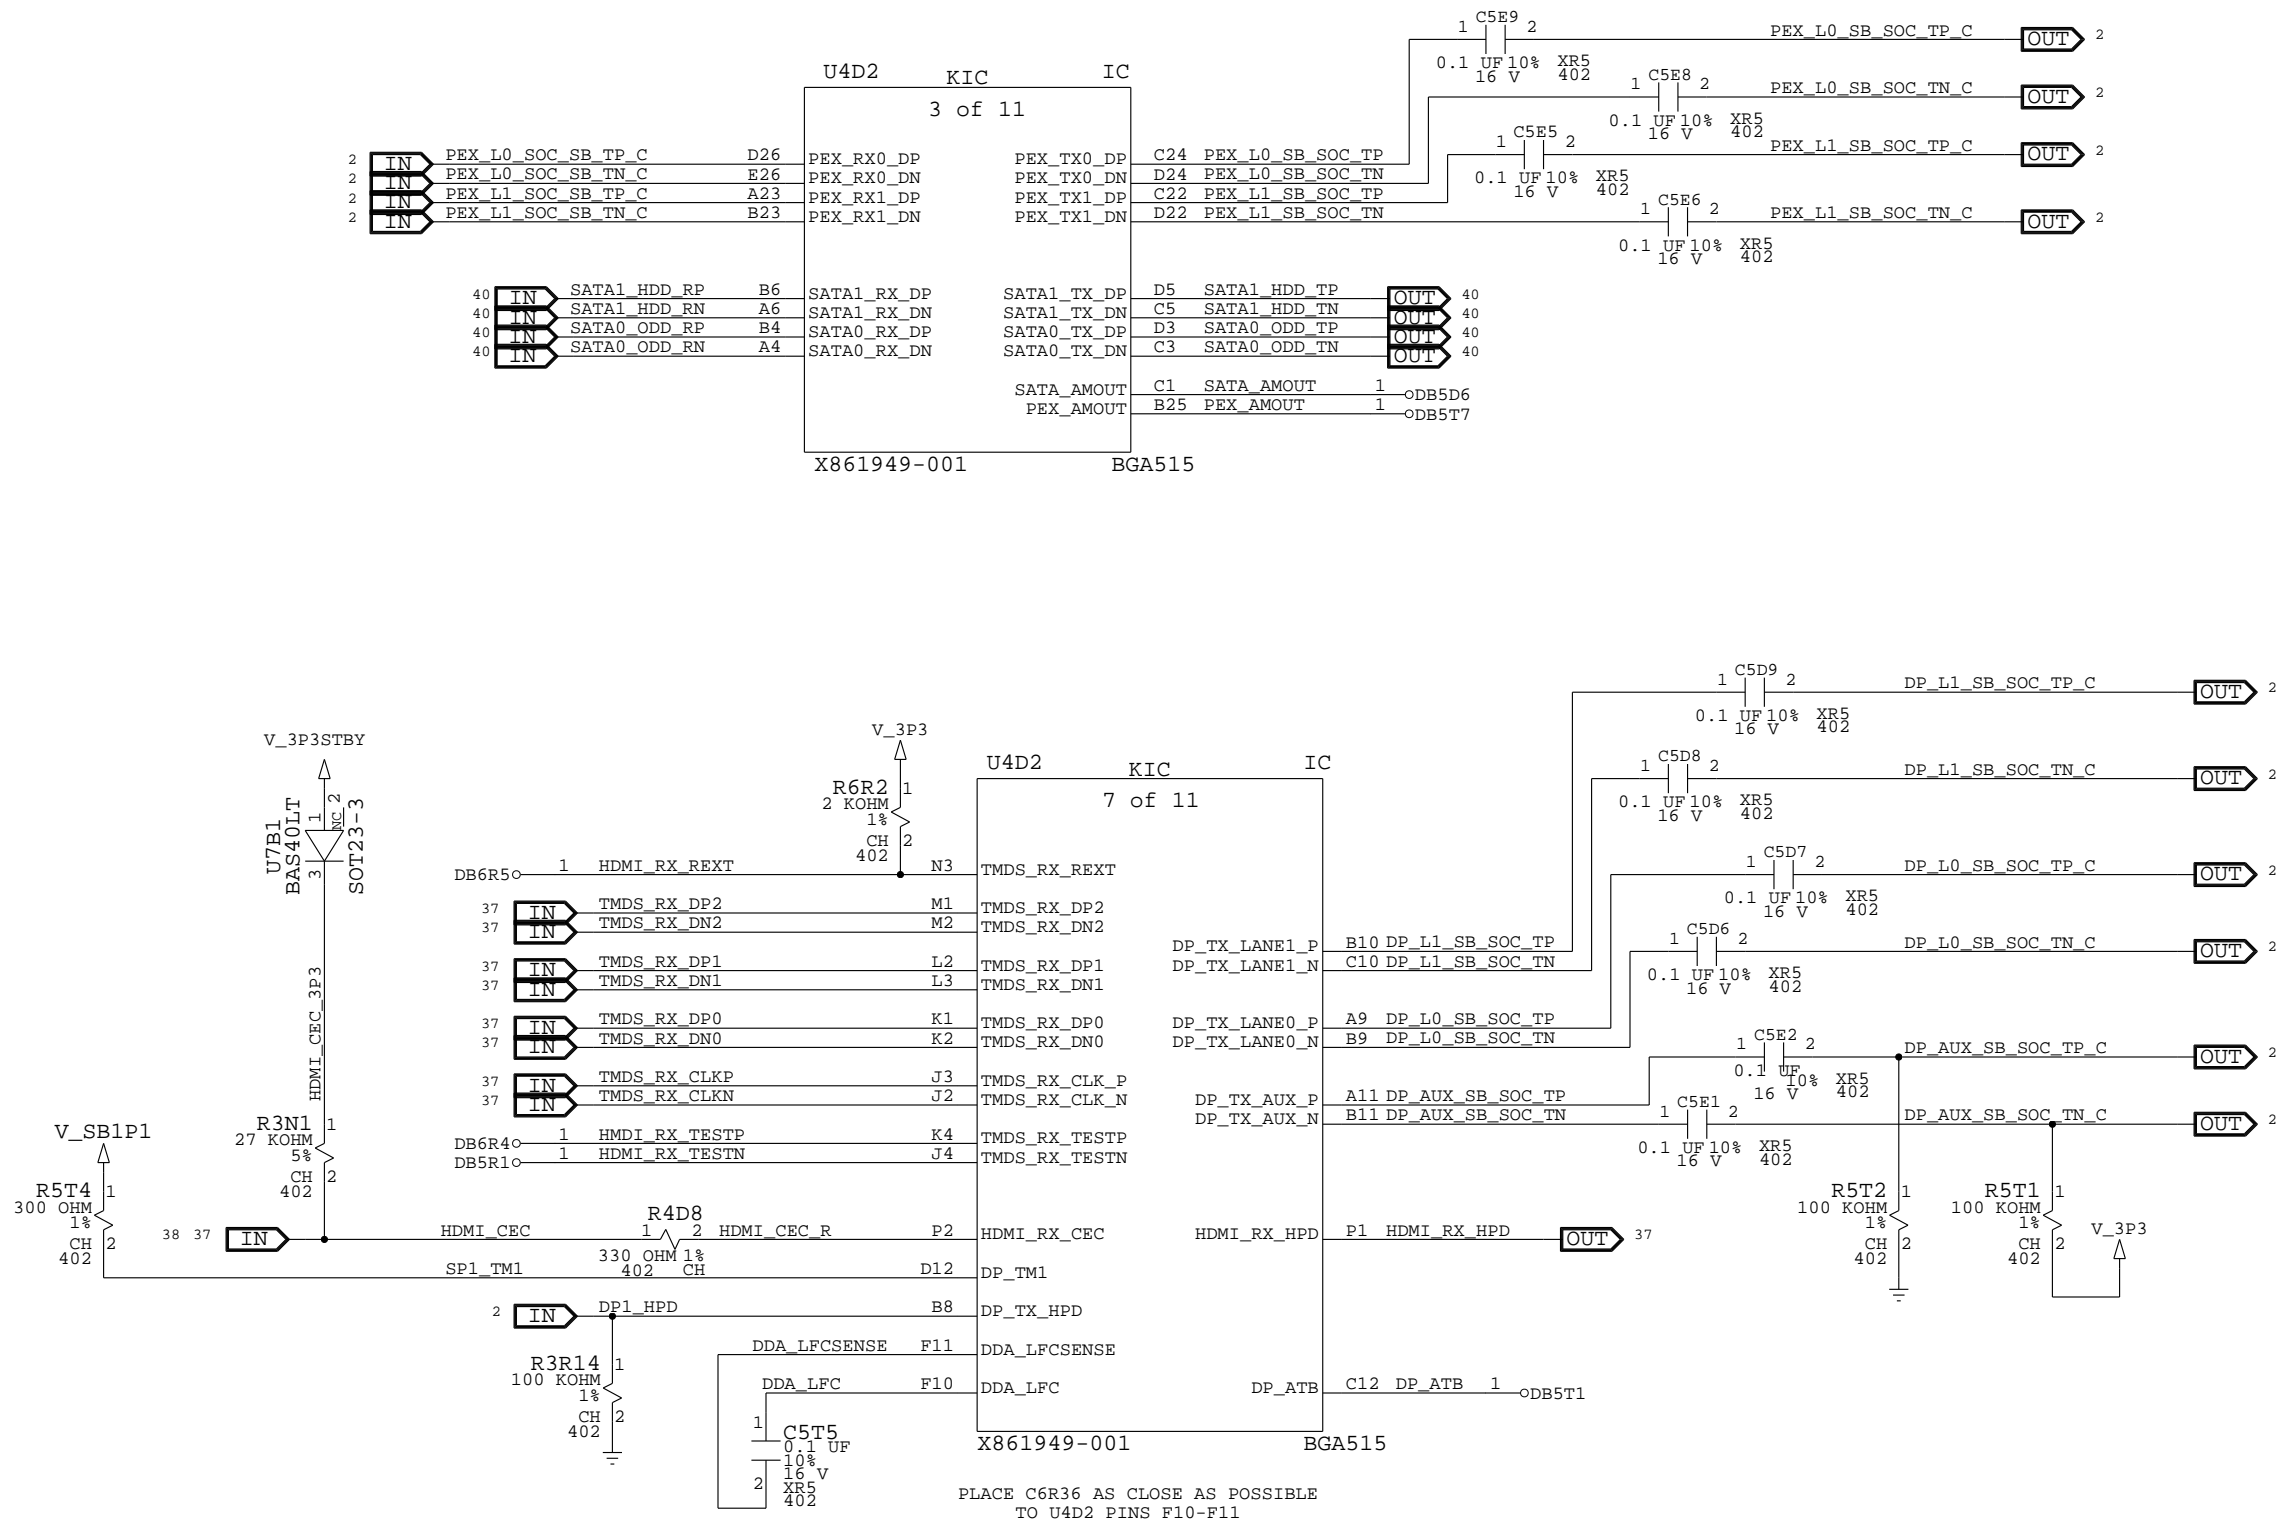 C5E9
1 2 PEX_L0_SB_SOC_TP_C OUT 2
0.1 UF 10% XR5
16 V 402
U4D2 KIC IC
3 of 11
C5E8
1 2 PEX_L0_SB_SOC_TN_C OUT 2
0.1 UF 10% XR5
16 V 402
C5E5
1 2 PEX_L1_SB_SOC_TP_C OUT 2
0.1 UF 10% XR5
16 V 402
C5E6
1 2 PEX_L1_SB_SOC_TN_C OUT 2
0.1 UF 10% XR5
16 V 402
2 IN PEX_L0_SOC_SB_TP_C D26 PEX_RX0_DP PEX_TX0_DP C24 PEX_L0_SB_SOC_TP
2 IN PEX_L0_SOC_SB_TN_C E26 PEX_RX0_DN PEX_TX0_DN D24 PEX_L0_SB_SOC_TN
2 IN PEX_L1_SOC_SB_TP_C A23 PEX_RX1_DP PEX_TX1_DP C22 PEX_L1_SB_SOC_TP
2 IN PEX_L1_SOC_SB_TN_C B23 PEX_RX1_DN PEX_TX1_DN D22 PEX_L1_SB_SOC_TN
40 IN SATA1_HDD_RP B6 SATA1_RX_DP SATA1_TX_DP D5 SATA1_HDD_TP OUT 40
40 IN SATA1_HDD_RN A6 SATA1_RX_DN SATA1_TX_DN C5 SATA1_HDD_TN OUT 40
40 IN SATA0_ODD_RP B4 SATA0_RX_DP SATA0_TX_DP D3 SATA0_ODD_TP OUT 40
40 IN SATA0_ODD_RN A4 SATA0_RX_DN SATA0_TX_DN C3 SATA0_ODD_TN OUT 40
SATA_AMOUT C1 SATA_AMOUT 1 DB5D6
PEX_AMOUT B25 PEX_AMOUT 1 DB5T7
X861949-001 BGA515
C5D9
1 2 DP_L1_SB_SOC_TP_C OUT 2
0.1 UF 10% XR5
16 V 402
C5D8
1 2 DP_L1_SB_SOC_TN_C OUT 2
0.1 UF 10% XR5
16 V 402
C5D7
1 2 DP_L0_SB_SOC_TP_C OUT 2
0.1 UF 10% XR5
16 V 402
C5D6
1 2 DP_L0_SB_SOC_TN_C OUT 2
0.1 UF 10% XR5
16 V 402
C5E2
1 2 DP_AUX_SB_SOC_TP_C OUT 2
0.1 UF 10% XR5
16 V 402
C5E1
1 2 DP_AUX_SB_SOC_TN_C OUT 2
0.1 UF 10% XR5
16 V 402
V_3P3STBY
U7B1
BAS40LT
1
NC 2
3
SOT23-3
HDMI_CEC_3P3
R3N1 1
27 KOHM
5%
CH 2
402
V_SB1P1
R5T4 1
300 OHM
1%
CH 2
402
V_3P3
R6R2 1
2 KOHM
1%
CH 2
402
U4D2 KIC IC
7 of 11
DB6R5 1 HDMI_RX_REXT N3 TMDS_RX_REXT
37 IN TMDS_RX_DP2 M1 TMDS_RX_DP2
37 IN TMDS_RX_DN2 M2 TMDS_RX_DN2
DP_TX_LANE1_P B10 DP_L1_SB_SOC_TP
37 IN TMDS_RX_DP1 L2 TMDS_RX_DP1 DP_TX_LANE1_N C10 DP_L1_SB_SOC_TN
37 IN TMDS_RX_DN1 L3 TMDS_RX_DN1
37 IN TMDS_RX_DP0 K1 TMDS_RX_DP0 DP_TX_LANE0_P A9 DP_L0_SB_SOC_TP
37 IN TMDS_RX_DN0 K2 TMDS_RX_DN0 DP_TX_LANE0_N B9 DP_L0_SB_SOC_TN
37 IN TMDS_RX_CLKP J3 TMDS_RX_CLK_P
37 IN TMDS_RX_CLKN J2 TMDS_RX_CLK_N DP_TX_AUX_P A11 DP_AUX_SB_SOC_TP
DP_TX_AUX_N B11 DP_AUX_SB_SOC_TN
DB6R4 1 HMDI_RX_TESTP K4 TMDS_RX_TESTP
DB5R1 1 HDMI_RX_TESTN J4 TMDS_RX_TESTN
R4D8
38 37 IN HDMI_CEC 1 2 HDMI_CEC_R P2 HDMI_RX_CEC HDMI_RX_HPD P1 HDMI_RX_HPD OUT 37
330 OHM 1%
402 CH
SP1_TM1 D12 DP_TM1
2 IN DP1_HPD B8 DP_TX_HPD
DDA_LFCSENSE F11 DDA_LFCSENSE
DDA_LFC F10 DDA_LFC DP_ATB C12 DP_ATB 1 DB5T1
R3R14 1
100 KOHM
1%
CH 2
402
1
C5T5
0.1 UF
10%
16 V
2
XR5
402
R5T2 1
100 KOHM
1%
CH 2
402
R5T1 1
100 KOHM
1%
CH 2
402
V_3P3
X861949-001 BGA515
PLACE C6R36 AS CLOSE AS POSSIBLE
TO U4D2 PINS F10-F11